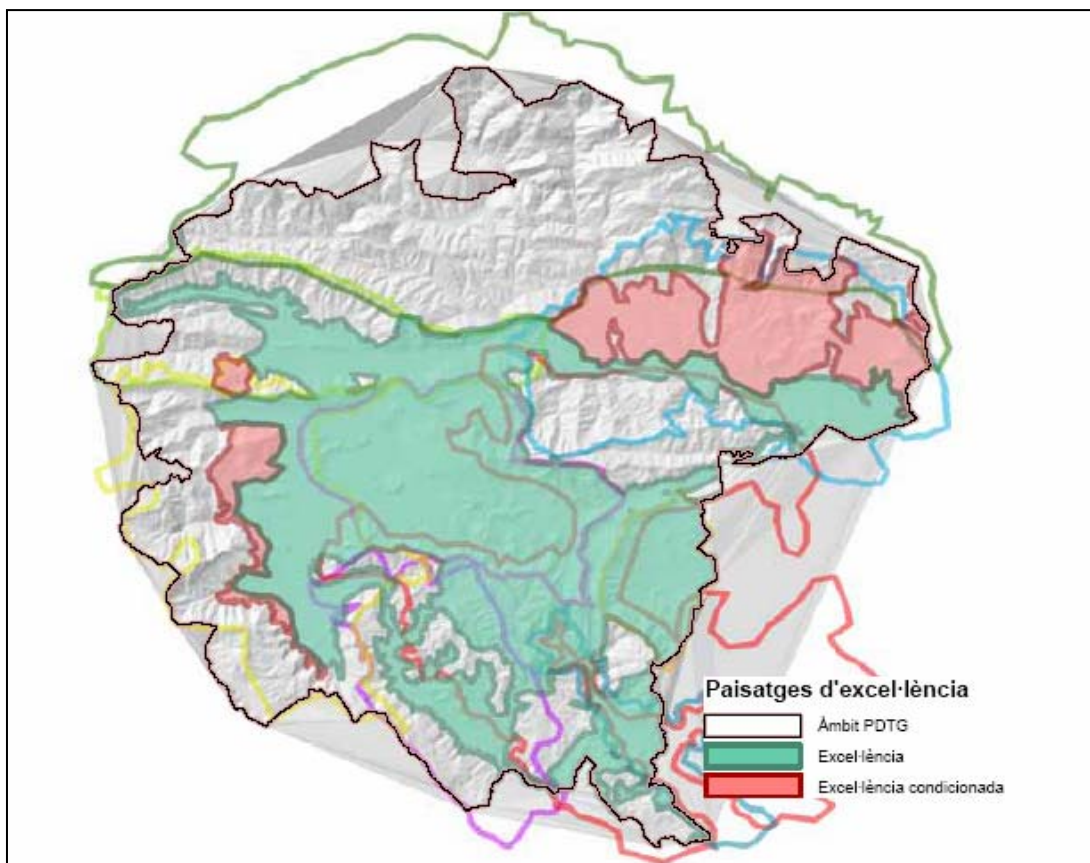 Paisatges d'excel·lència
Àmbit PDTG
Excel·lència
Excel·lència condicionada